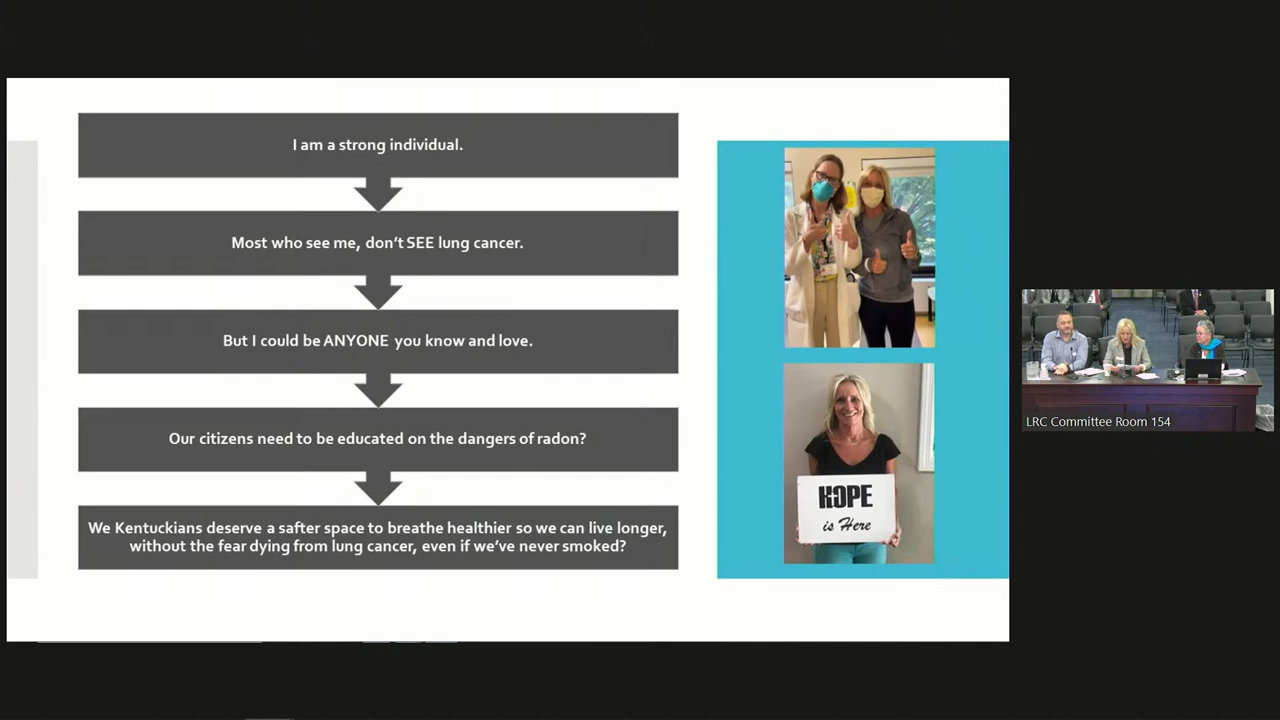 I am a strong individual.
Most who see me, don't SEE lung cancer.
But I could be ANYONE you know and love.
Our citizens need to be educated on the dangers of radon?
We Kentuckians deserve a safter space to breathe healthier so we can live longer,
without the fear dying from lung cancer, even if we've never smoked?
HOPE
is Here
LRC Committee Room 154